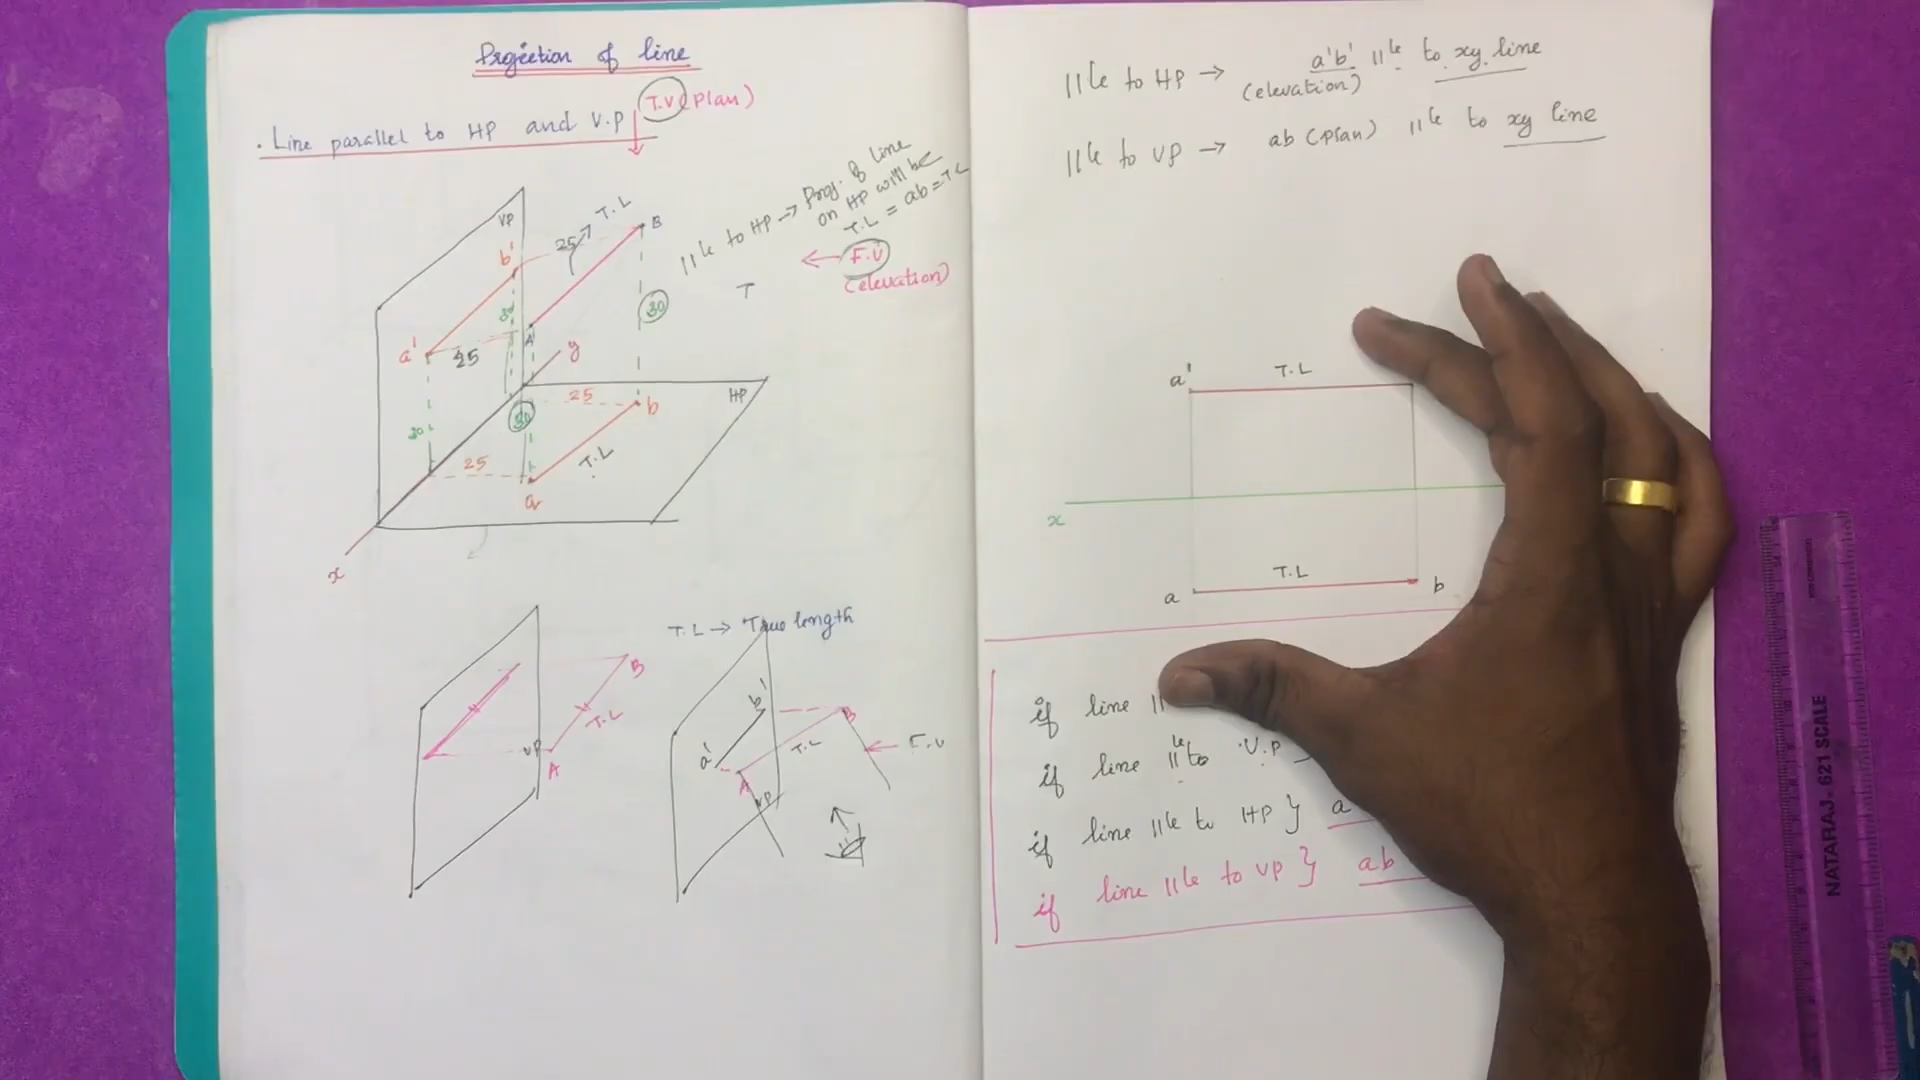 Projection of line
T.V (Plan)
. Line parallel to HP and V.P
VP
T.L
B
25
b'
30
a'
25
A
y
30
||le to HP → Proj. of line
on HP will be
T.L = ab = T.L
F.V
(elevation)
T
30
25
b
HP
50
25
T.L
a
x
T.L → True length
B
T.L
VP
A
b'
B
a'
T.L
F.V
A
VP
||le to HP → a'b' ||le to xy line
(elevation)
||le to VP → ab (Plan) ||le to xy line
a'
T.L
x
T.L
a
b
if line ||
if line ||le to V.P
if line ||le to HP } a
if line ||le to VP } ab
NATARAJ. 621 SCALE